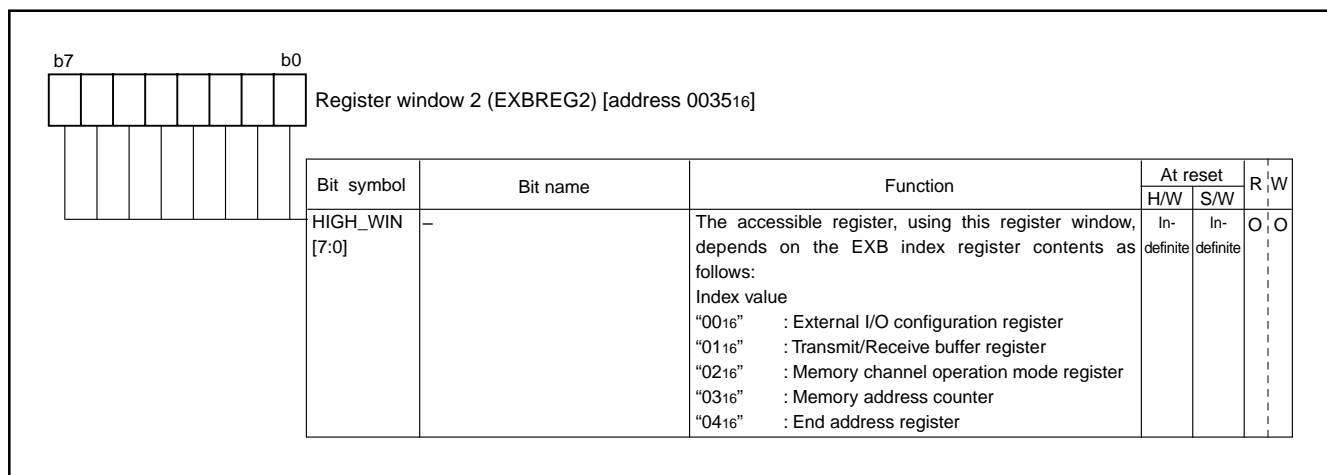 b7 b0
Register window 2 (EXBREG2) [address 003516]
Bit symbol Bit name Function At reset R W
H/W S/W
HIGH_WIN – The accessible register, using this register window, In- In- O O
[7:0] depends on the EXB index register contents as definite definite
follows:
Index value
“0016” : External I/O configuration register
“0116” : Transmit/Receive buffer register
“0216” : Memory channel operation mode register
“0316” : Memory address counter
“0416” : End address register